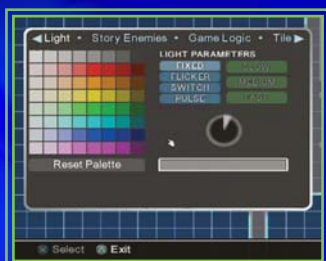 ◀Light • Story Enemies • Game Logic • Tile▶
LIGHT PARAMETERS
FIXED SLOW
FLICKER MEDIUM
SWITCH FAST
PULSE
Reset Palette
Select Exit